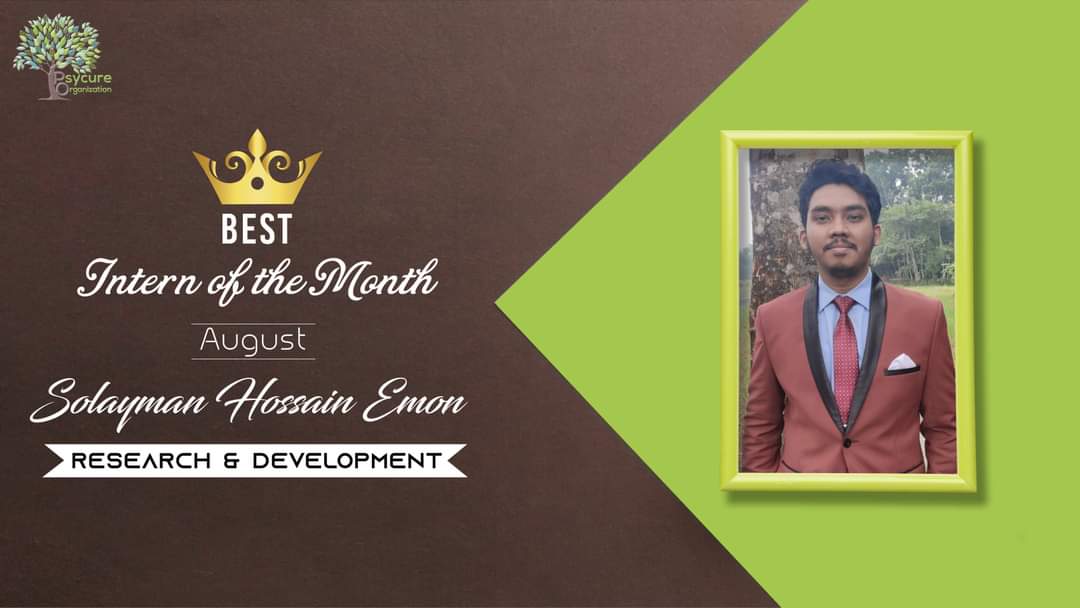 Psycure
Organization
BEST
Intern of the Month
August
Solayman Hossain Emon
RESEARCH & DEVELOPMENT